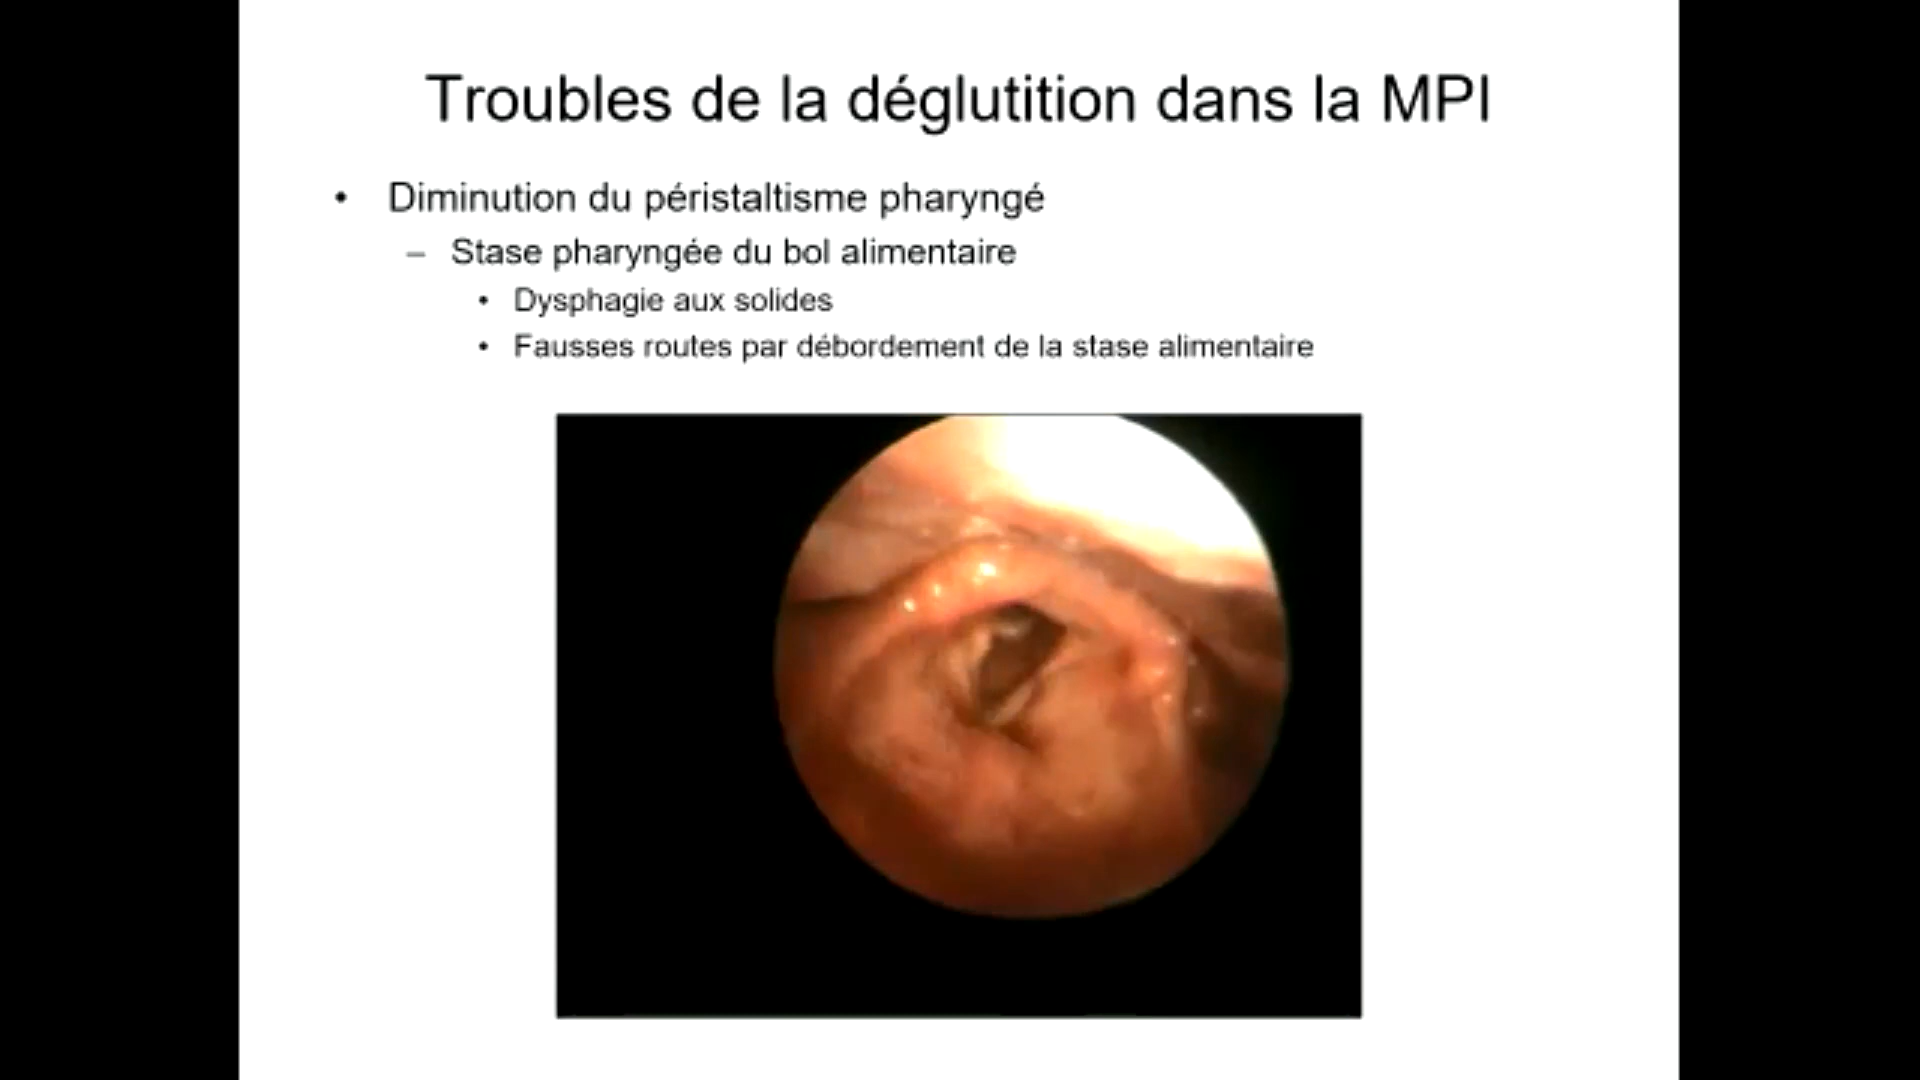 Troubles de la déglutition dans la MPI
• Diminution du péristaltisme pharyngé
– Stase pharyngée du bol alimentaire
• Dysphagie aux solides
• Fausses routes par débordement de la stase alimentaire